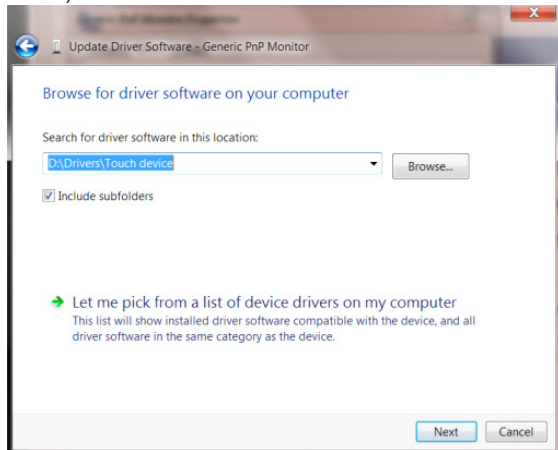 Update Driver Software - Generic PnP Monitor
Browse for driver software on your computer
Search for driver software in this location:
D:\Drivers\Touch device
Browse...
Include subfolders
Let me pick from a list of device drivers on my computer
This list will show installed driver software compatible with the device, and all
driver software in the same category as the device.
Next
Cancel